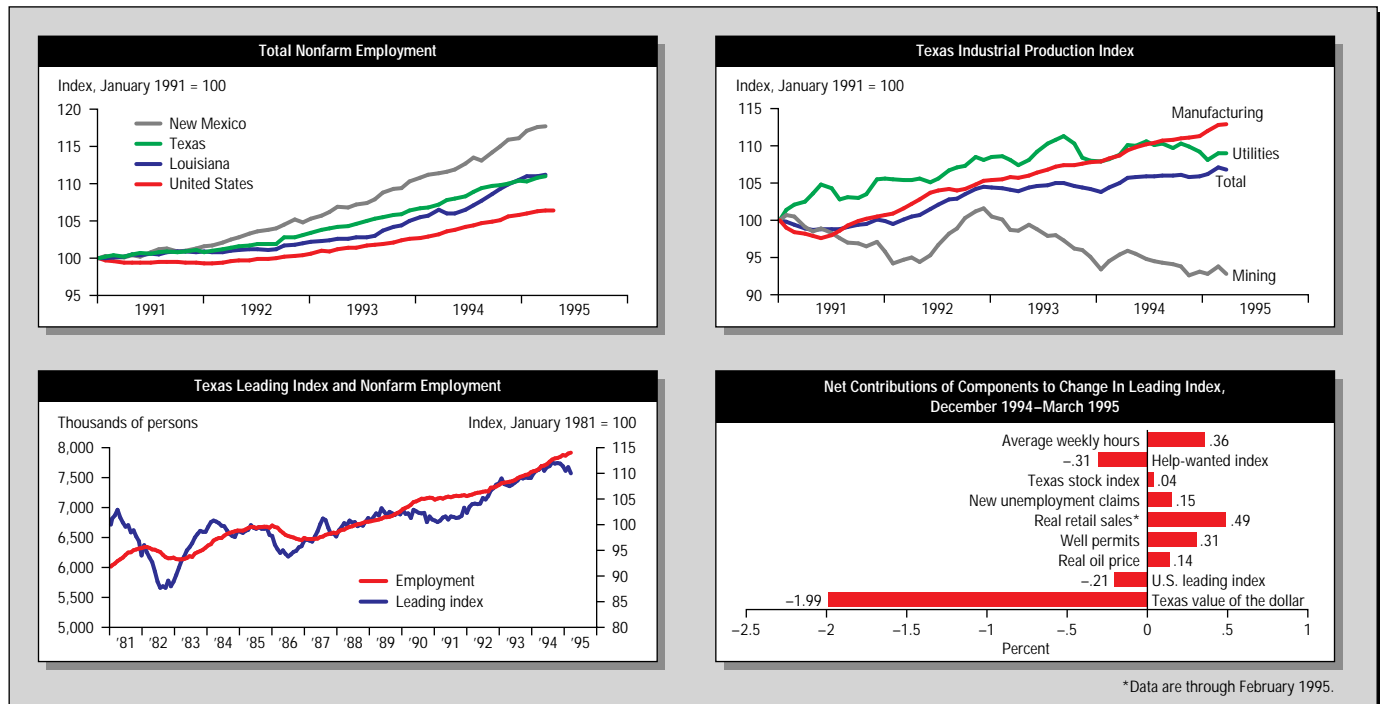 Total Nonfarm Employment
Index, January 1991 = 100
120
115
110
105
100
95
New Mexico
Texas
Louisiana
United States
1991 1992 1993 1994 1995
Texas Industrial Production Index
Index, January 1991 = 100
115
110
105
100
95
90
Manufacturing
Utilities
Total
Mining
1991 1992 1993 1994 1995
Texas Leading Index and Nonfarm Employment
Thousands of persons Index, January 1981 = 100
8,000 115
7,500 110
7,000 105
6,500 100
95
6,000 90
5,500 85
5,000 80
Employment
Leading index
'81 '82 '83 '84 '85 '86 '87 '88 '89 '90 '91 '92 '93 '94 '95
Net Contributions of Components to Change In Leading Index,
December 1994–March 1995
Average weekly hours .36
–.31 Help-wanted index
Texas stock index .04
New unemployment claims .15
Real retail sales* .49
Well permits .31
Real oil price .14
–.21 U.S. leading index
–1.99 Texas value of the dollar
–2.5 –2 –1.5 –1 –.5 0 .5 1
Percent
*Data are through February 1995.